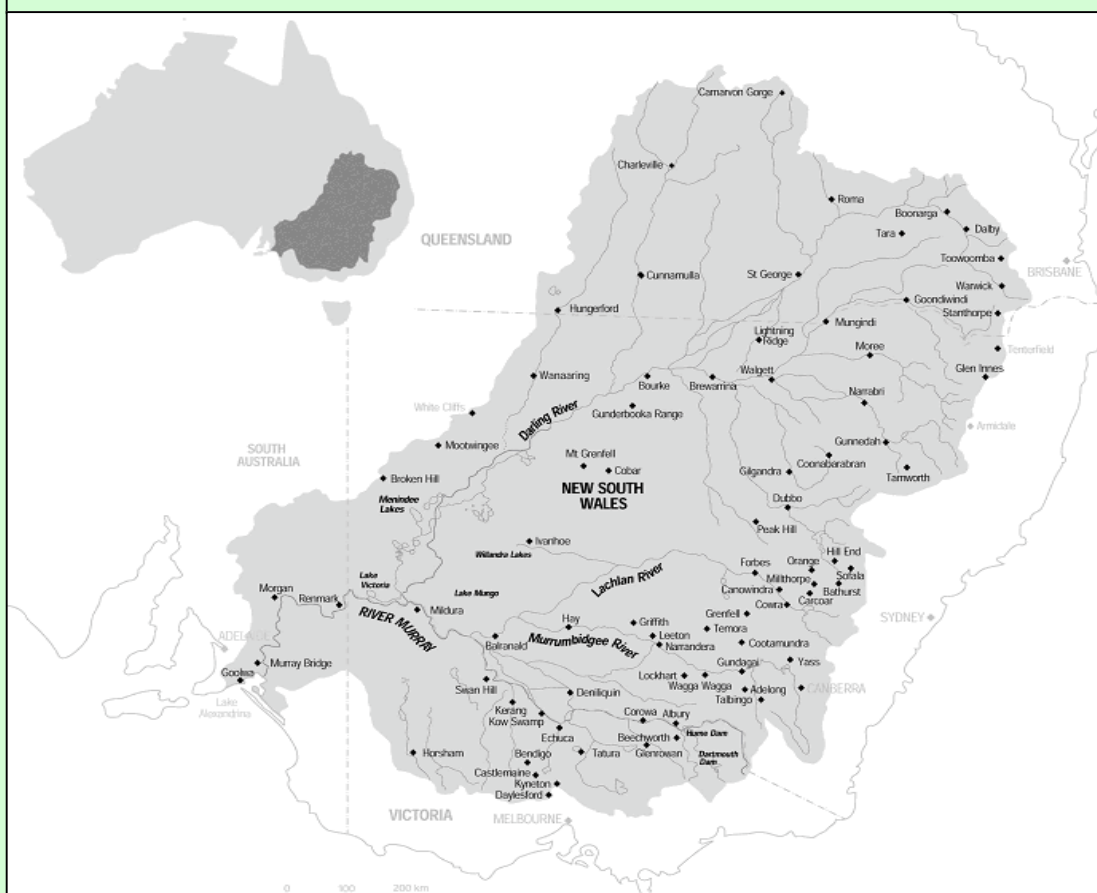 Carnarvon Gorge
Charleville
Roma
Boonarga
Dalby
Tara
QUEENSLAND
Toowoomba
BRISBANE
Cunnamulla
St George
Warwick
Goondiwindi
Hungerford
Stanthorpe
Mungindi
Lightning
Ridge
Moree
Tenterfield
Glen Innes
Wanaaring
Walgett
Bourke
Brewarrina
Narrabri
White Cliffs
Darling River
Gunderbooka Range
Armidale
Mootwingee
Gunnedah
SOUTH
AUSTRALIA
Mt Grenfell
Coonabarabran
Cobar
Gilgandra
Tamworth
Broken Hill
NEW SOUTH
WALES
Menindee
Lakes
Dubbo
Peak Hill
Ivanhoe
Willandra Lakes
Hill End
Forbes
Orange
Lachlan River
Millthorpe
Sofala
Lake
Victoria
Morgan
Lake Mungo
Canowindra
Bathurst
Renmark
Carcoar
Cowra
Mildura
Grenfell
RIVER MURRAY
Hay
Griffith
SYDNEY
Temora
ADELAIDE
Leeton
Murrumbidgee River
Balranald
Narrandera
Cootamundra
Murray Bridge
Gundagai
Yass
Goolwa
Lockhart
Wagga Wagga
Swan Hill
Adelong
CANBERRA
Deniliquin
Talbingo
Lake
Alexandrina
Kerang
Corowa
Albury
Kow Swamp
Hume Dam
Echuca
Beechworth
Horsham
Bendigo
Tatura
Glenrowan
Dartmouth
Dam
Castlemaine
Kyneton
Daylesford
VICTORIA
MELBOURNE
0 100 200 km